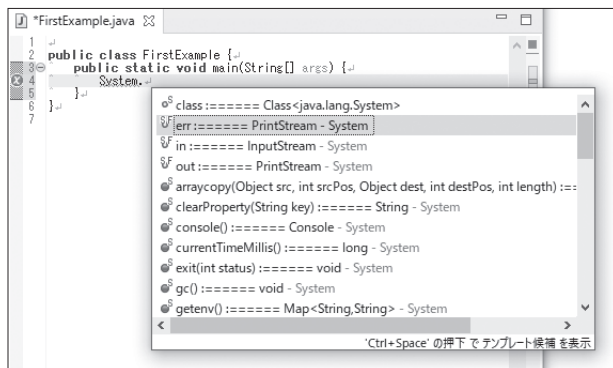 *FirstExample.java
1
2 public class FirstExample {
3 public static void main(String[] args) {
4 System.
5 }
6 }
7
class :====== Class<java.lang.System>
err :====== PrintStream - System
in :====== InputStream - System
out :====== PrintStream - System
arraycopy(Object src, int srcPos, Object dest, int destPos, int length) :==
clearProperty(String key) :====== String - System
console() :====== Console - System
currentTimeMillis() :====== long - System
exit(int status) :====== void - System
gc() :====== void - System
getenv() :====== Map<String,String> - System
'Ctrl+Space' の押下 で テンプレート候補 を表示